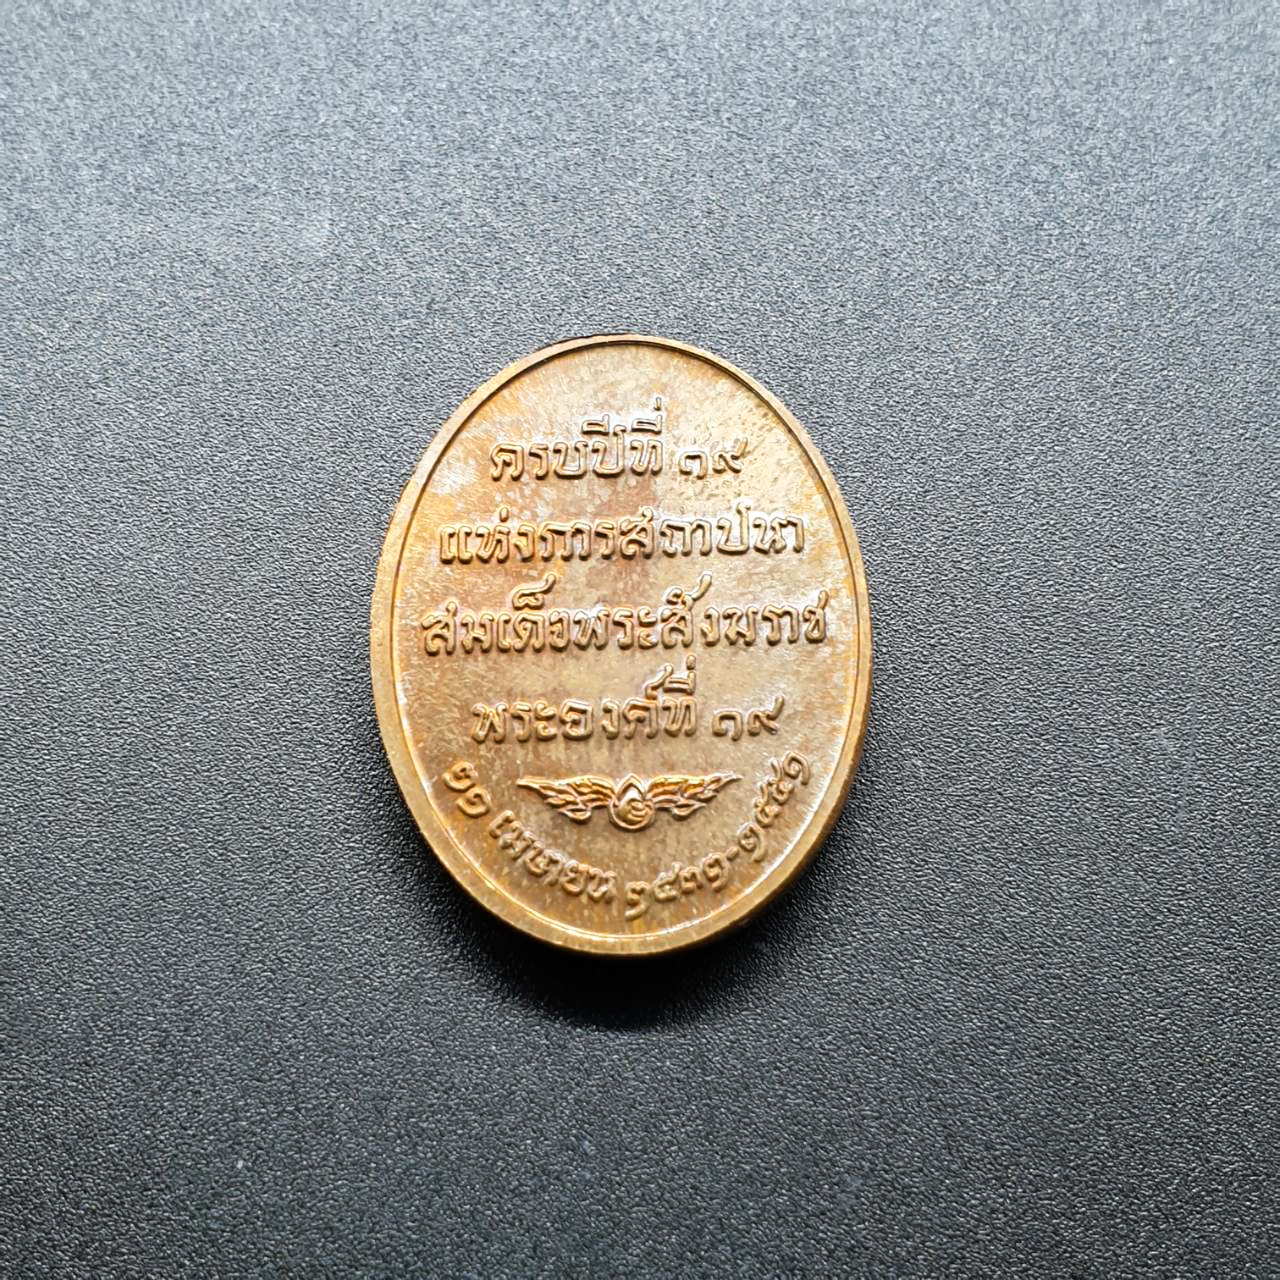 ครบปีที่ ๑๙
แห่งการสถาปนา
สมเด็จพระสังฆราช
พระองค์ที่ ๑๙
๒๑ เมษายน ๒๕๓๒-๒๕๕๑